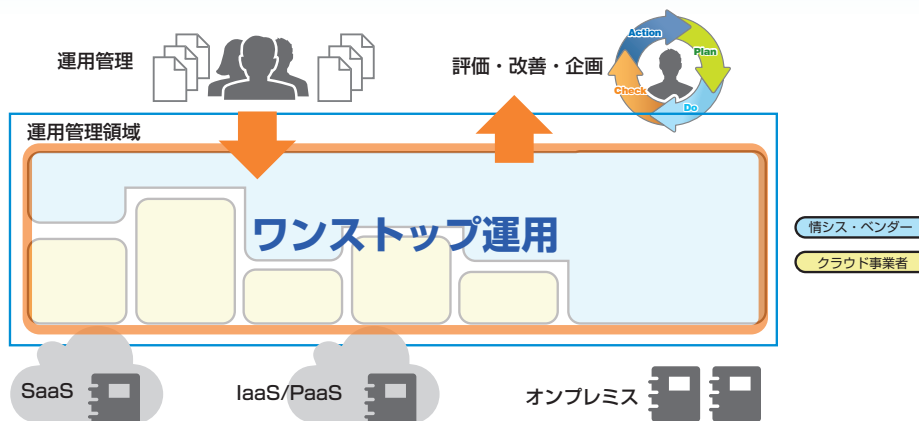 運用管理
評価・改善・企画
Action
Plan
Check
Do
運用管理領域
ワンストップ運用
情シス・ベンダー
クラウド事業者
SaaS
IaaS/PaaS
オンプレミス